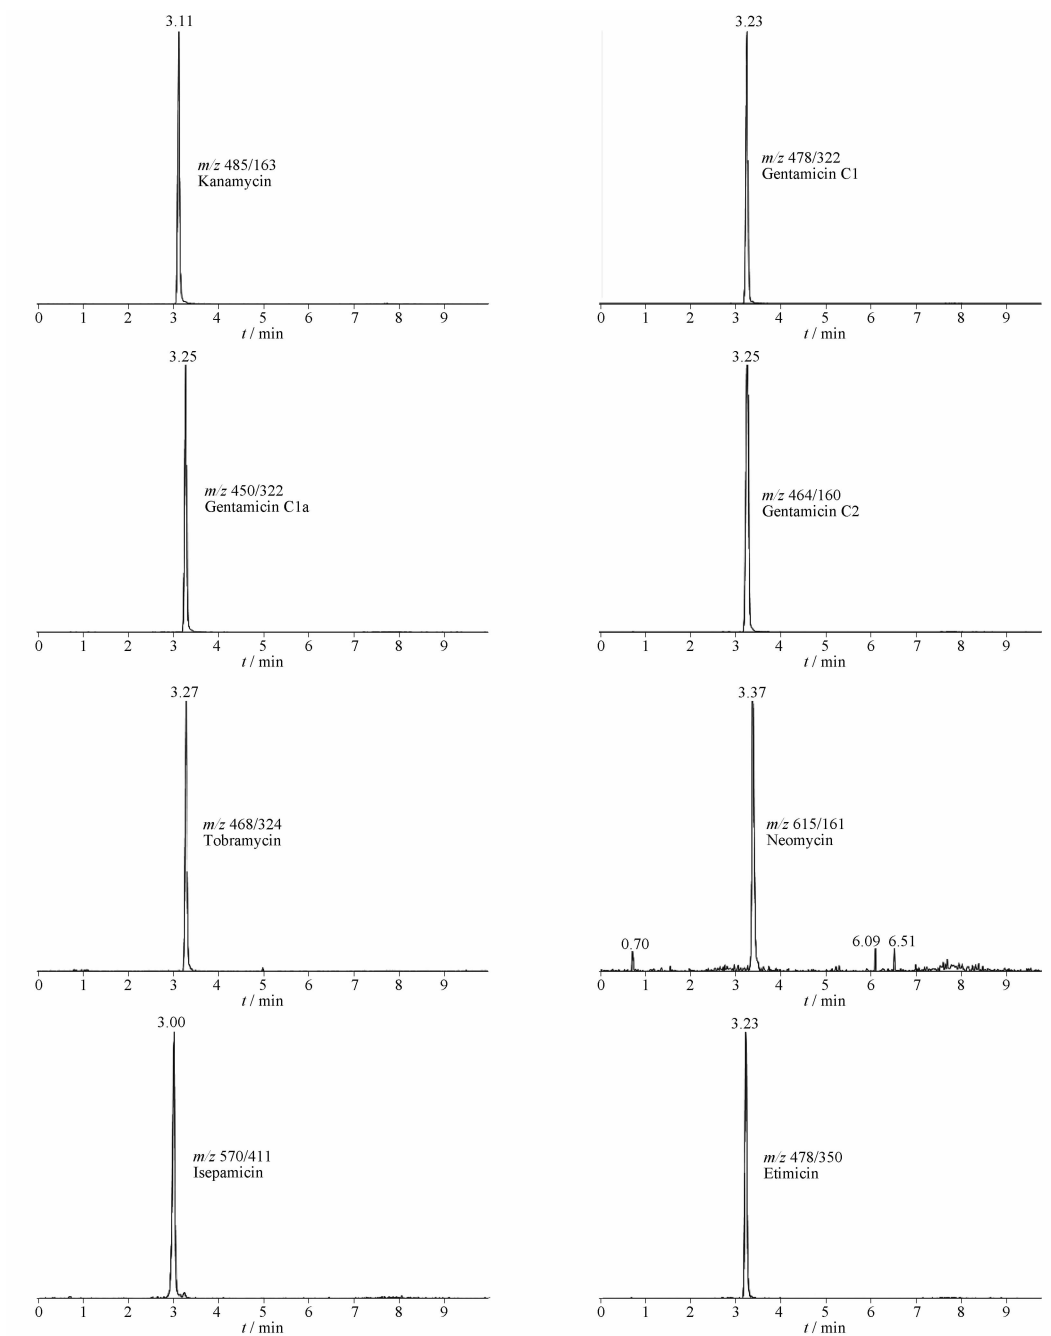 3.11
m/z 485/163
Kanamycin
0 1 2 3 4 5 6 7 8 9
t / min
3.23
m/z 478/322
Gentamicin C1
0 1 2 3 4 5 6 7 8 9
t / min
3.25
m/z 450/322
Gentamicin C1a
0 1 2 3 4 5 6 7 8 9
t / min
3.25
m/z 464/160
Gentamicin C2
0 1 2 3 4 5 6 7 8 9
t / min
3.27
m/z 468/324
Tobramycin
0 1 2 3 4 5 6 7 8 9
t / min
3.37
m/z 615/161
Neomycin
0.70
6.09 6.51
0 1 2 3 4 5 6 7 8 9
t / min
3.00
m/z 570/411
Isepamicin
0 1 2 3 4 5 6 7 8 9
t / min
3.23
m/z 478/350
Etimicin
0 1 2 3 4 5 6 7 8 9
t / min